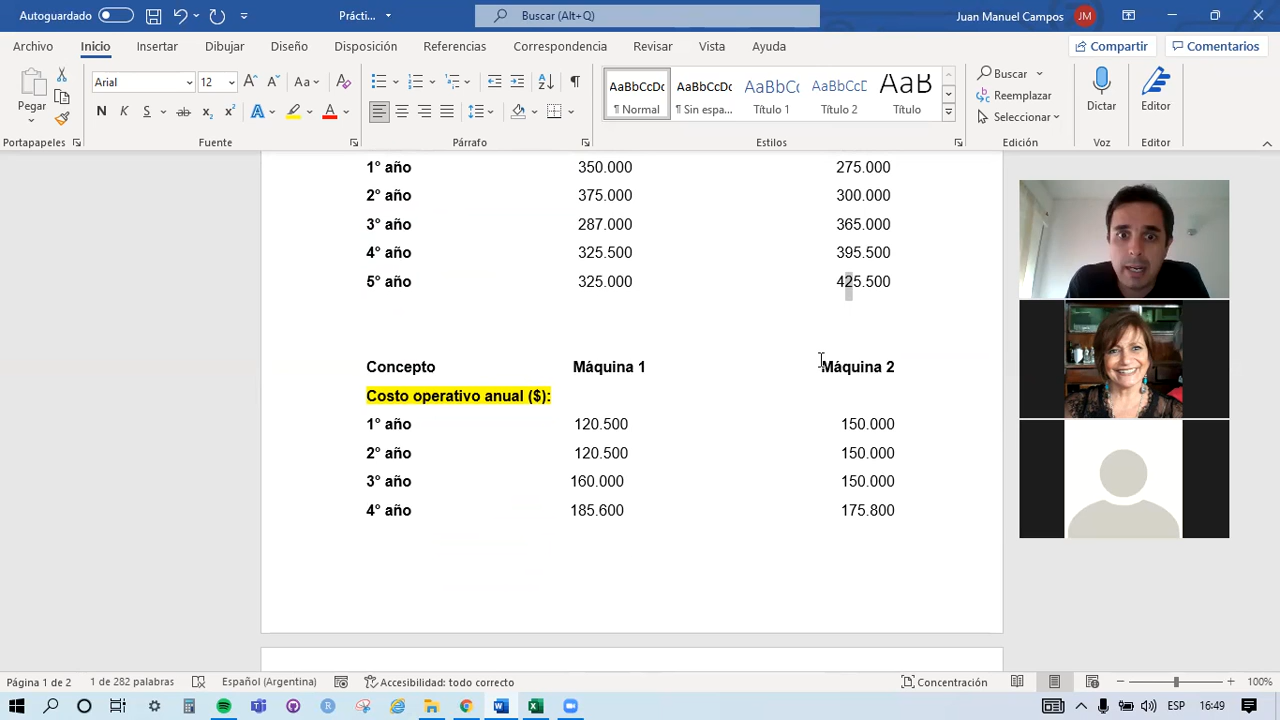 Autoguardado
Prácti...
Buscar (Alt+Q)
Juan Manuel Campos
JM
Archivo
Inicio
Insertar
Dibujar
Diseño
Disposición
Referencias
Correspondencia
Revisar
Vista
Ayuda
Compartir
Comentarios
Pegar
Arial
12
Aa
N
K
S
ab
AaBbCcDc
¶ Normal
AaBbCcDc
¶ Sin espa...
AaBbCcD
Título 1
AaBbCcD
Título 2
AaB
Título
Buscar
Reemplazar
Seleccionar
Dictar
Editor
Portapapeles
Fuente
Párrafo
Estilos
Edición
Voz
Editor
1° año 350.000 275.000
2° año 375.000 300.000
3° año 287.000 365.000
4° año 325.500 395.500
5° año 325.000 425.500
Concepto Máquina 1 Máquina 2
Costo operativo anual ($):
1° año 120.500 150.000
2° año 120.500 150.000
3° año 160.000 150.000
4° año 185.600 175.800
Página 1 de 2
1 de 282 palabras
Español (Argentina)
Accesibilidad: todo correcto
Concentración
100%
ESP
16:49